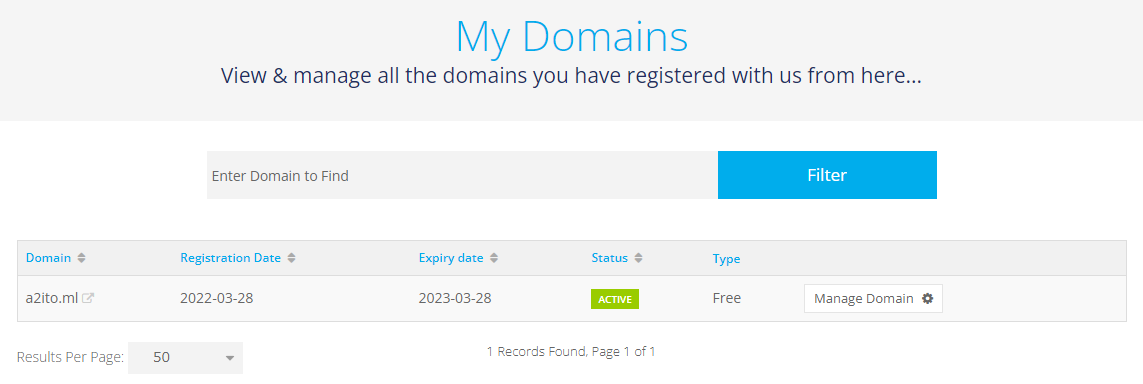 My Domains
View & manage all the domains you have registered with us from here...
Enter Domain to Find
Filter
Domain Registration Date Expiry date Status Type
a2ito.ml 2022-03-28 2023-03-28 ACTIVE Free Manage Domain
Results Per Page: 50 1 Records Found, Page 1 of 1